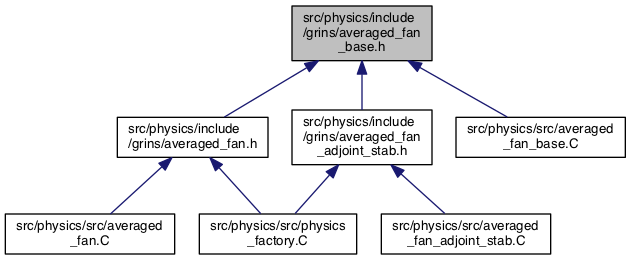 src/physics/include
/grins/averaged_fan
_base.h
src/physics/include
/grins/averaged_fan.h
src/physics/include
/grins/averaged_fan
_adjoint_stab.h
src/physics/src/averaged
_fan_base.C
src/physics/src/averaged
_fan.C
src/physics/src/physics
_factory.C
src/physics/src/averaged
_fan_adjoint_stab.C